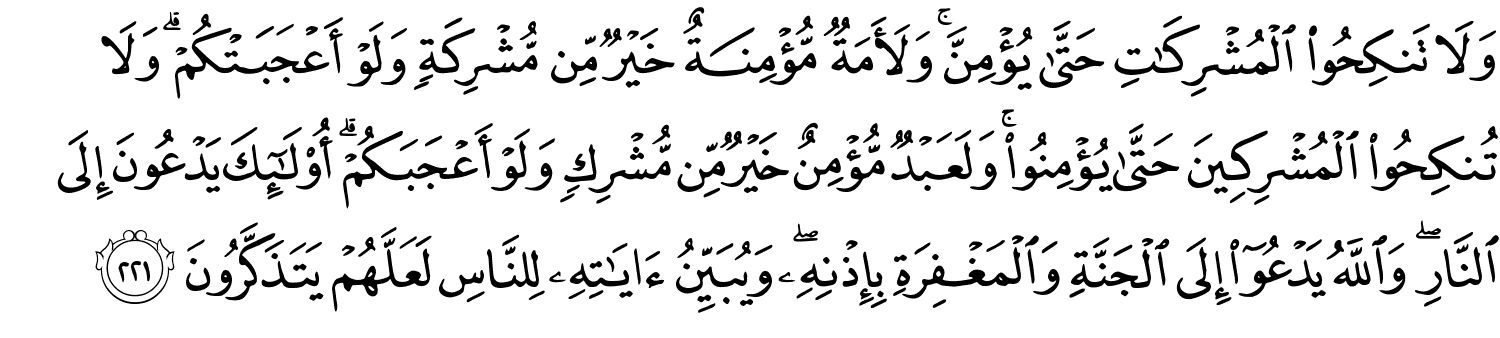 وَلَا تَنكِحُوا۟ ٱلْمُشْرِكَـٰتِ حَتَّىٰ يُؤْمِنَّ ۚ وَلَأَمَةٌ مُّؤْمِنَةٌ خَيْرٌ مِّن مُّشْرِكَةٍ وَلَوْ أَعْجَبَتْكُمْ ۗ وَلَا
تُنكِحُوا۟ ٱلْمُشْرِكِينَ حَتَّىٰ يُؤْمِنُوا۟ ۚ وَلَعَبْدٌ مُّؤْمِنٌ خَيْرٌ مِّن مُّشْرِكٍ وَلَوْ أَعْجَبَكُمْ ۗ أُو۟لَـٰٓئِكَ يَدْعُونَ إِلَى
ٱلنَّارِ ۖ وَٱللَّهُ يَدْعُوٓا۟ إِلَى ٱلْجَنَّةِ وَٱلْمَغْفِرَةِ بِإِذْنِهِۦ ۖ وَيُبَيِّنُ ءَايَـٰتِهِۦ لِلنَّاسِ لَعَلَّهُمْ يَتَذَكَّرُونَ ٢٢١